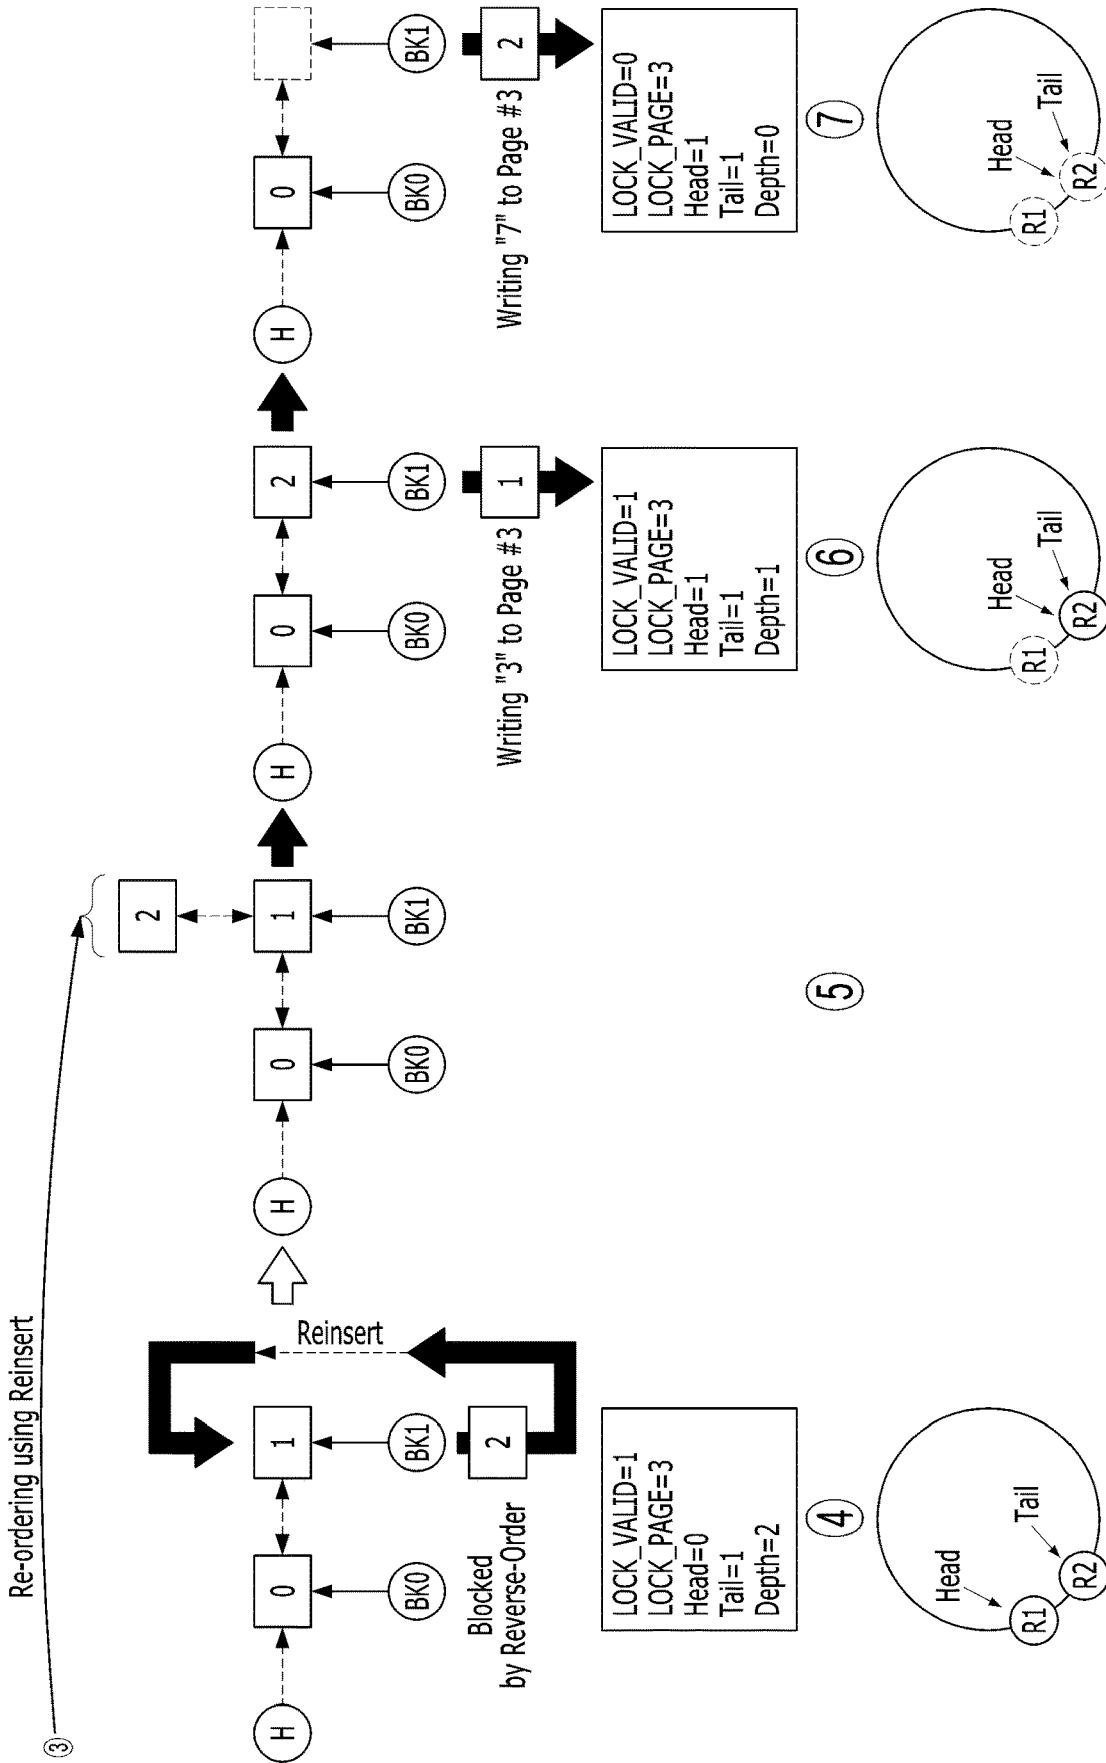 ③
Re-ordering using Reinsert
H
0
1
BK0
BK1
Blocked
by Reverse-Order
2
Reinsert
LOCK_VALID=1
LOCK_PAGE=3
Head=0
Tail=1
Depth=2
④
Head
Tail
R1
R2
2
H
0
1
BK0
BK1
⑤
H
0
2
BK0
BK1
Writing "3" to Page #3
1
LOCK_VALID=1
LOCK_PAGE=3
Head=1
Tail=1
Depth=1
⑥
Head
Tail
R1
R2
H
0
BK0
BK1
Writing "7" to Page #3
2
LOCK_VALID=0
LOCK_PAGE=3
Head=1
Tail=1
Depth=0
⑦
Head
Tail
R1
R2